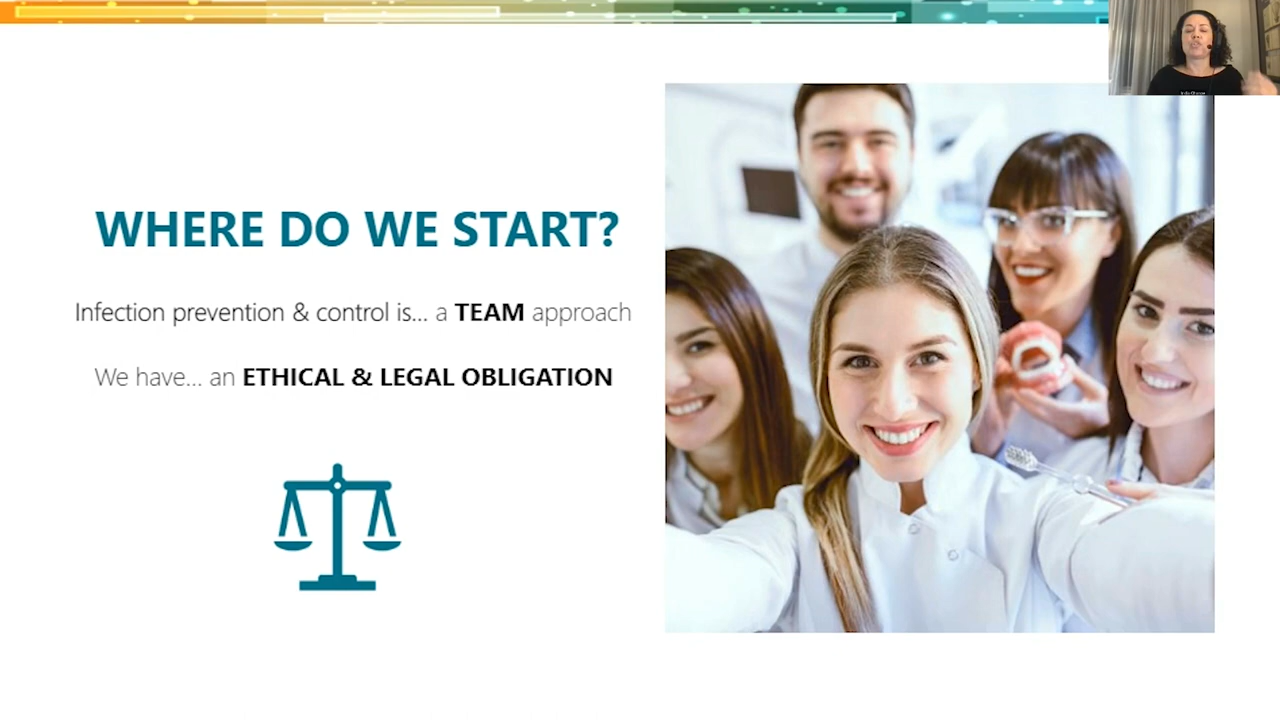 WHERE DO WE START?
Infection prevention & control is... a TEAM approach
We have... an ETHICAL & LEGAL OBLIGATION